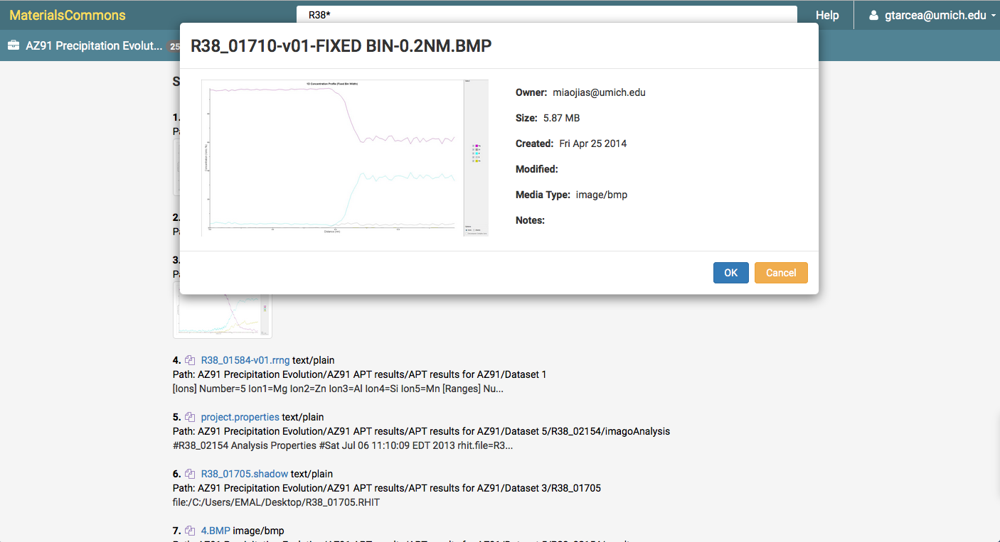 MaterialsCommons
R38*
Help
gtarcea@umich.edu
AZ91 Precipitation Evolut...
25
R38_01710-v01-FIXED BIN-0.2NM.BMP
1D Concentration Profile (Fixed Bin Width)
Distance (nm)
Owner: miaojias@umich.edu
Size: 5.87 MB
Created: Fri Apr 25 2014
Modified:
Media Type: image/bmp
Notes:
OK
Cancel
S
1.
2.
3.
4. R38_01584-v01.rrng text/plain
Path: AZ91 Precipitation Evolution/AZ91 APT results/APT results for AZ91/Dataset 1
[Ions] Number=5 Ion1=Mg Ion2=Zn Ion3=Al Ion4=Si Ion5=Mn [Ranges] Nu...
5. project.properties text/plain
Path: AZ91 Precipitation Evolution/AZ91 APT results/APT results for AZ91/Dataset 5/R38_02154/imagoAnalysis
#R38_02154 Analysis Properties #Sat Jul 06 11:10:09 EDT 2013 rhit.file=R3...
6. R38_01705.shadow text/plain
Path: AZ91 Precipitation Evolution/AZ91 APT results/APT results for AZ91/Dataset 3/R38_01705
file:/C:/Users/EMAL/Desktop/R38_01705.RHIT
7. 4.BMP image/bmp